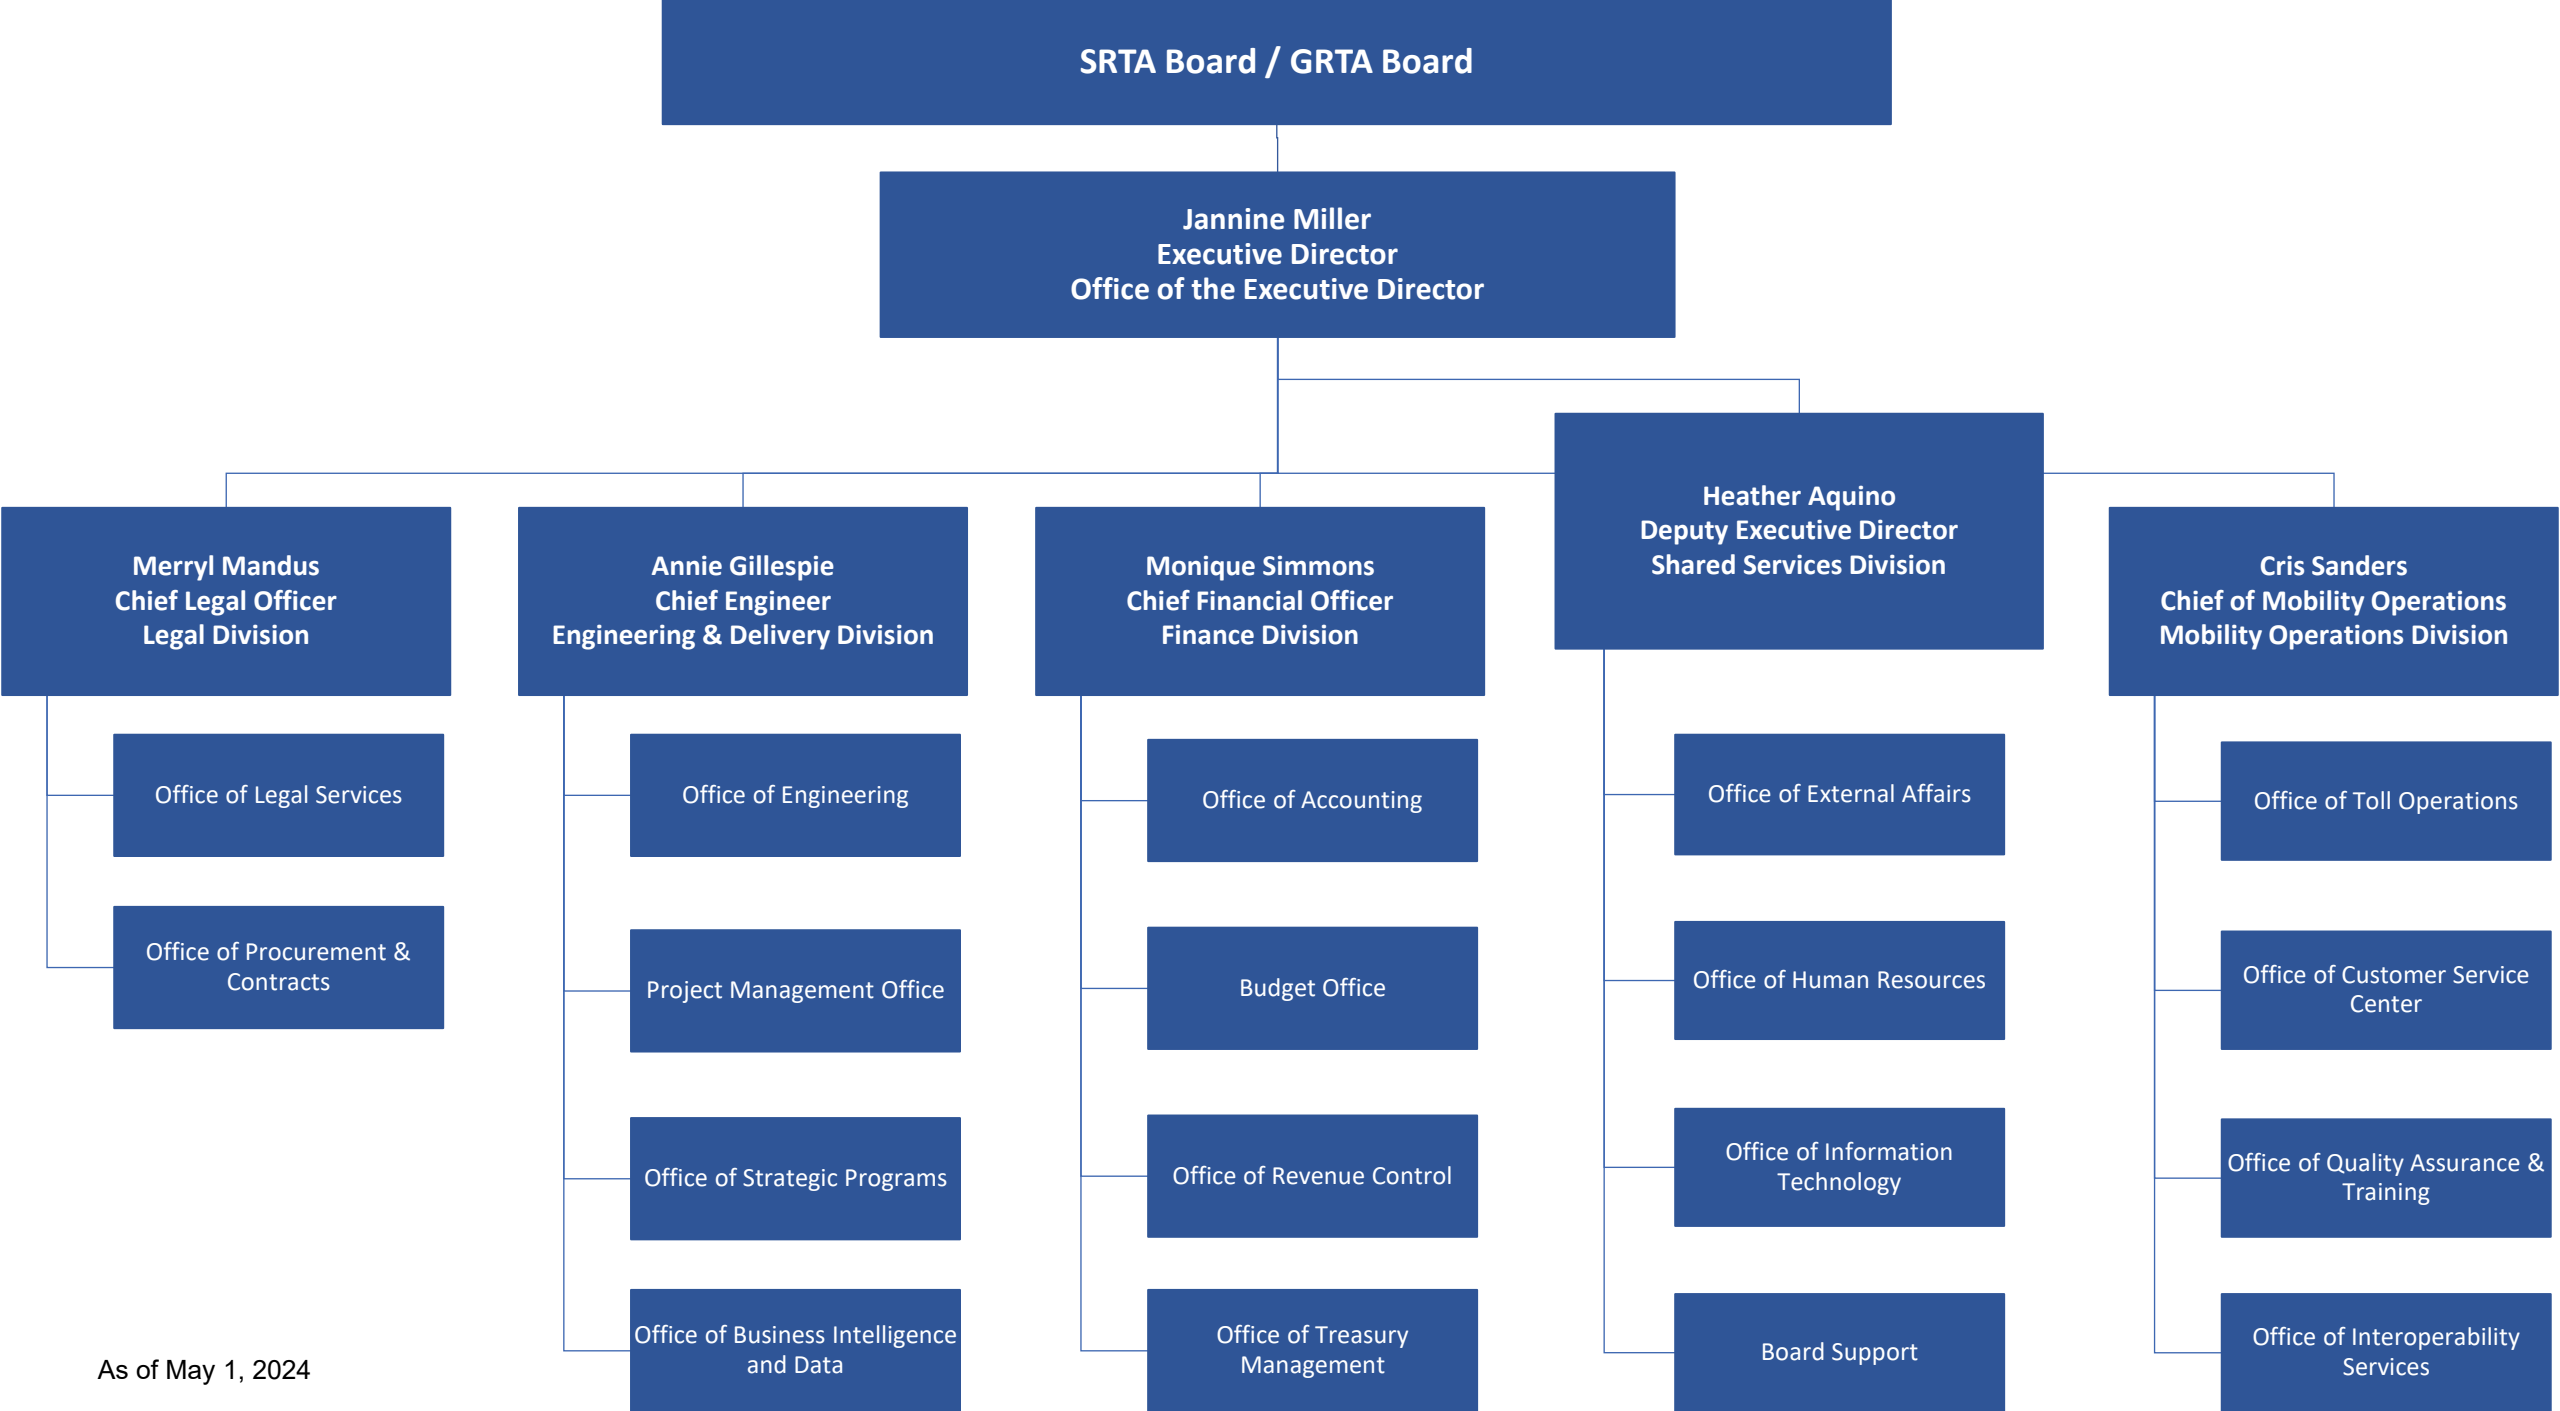 SRTA Board / GRTA Board
Jannine Miller
Executive Director
Office of the Executive Director
Merryl Mandus
Chief Legal Officer
Legal Division
Annie Gillespie
Chief Engineer
Engineering & Delivery Division
Monique Simmons
Chief Financial Officer
Finance Division
Heather Aquino
Deputy Executive Director
Shared Services Division
Cris Sanders
Chief of Mobility Operations
Mobility Operations Division
Office of Legal Services
Office of Procurement &
Contracts
Office of Engineering
Project Management Office
Office of Strategic Programs
Office of Business Intelligence
and Data
Office of Accounting
Budget Office
Office of Revenue Control
Office of Treasury
Management
Office of External Affairs
Office of Human Resources
Office of Information
Technology
Board Support
Office of Toll Operations
Office of Customer Service
Center
Office of Quality Assurance &
Training
Office of Interoperability
Services
As of May 1, 2024